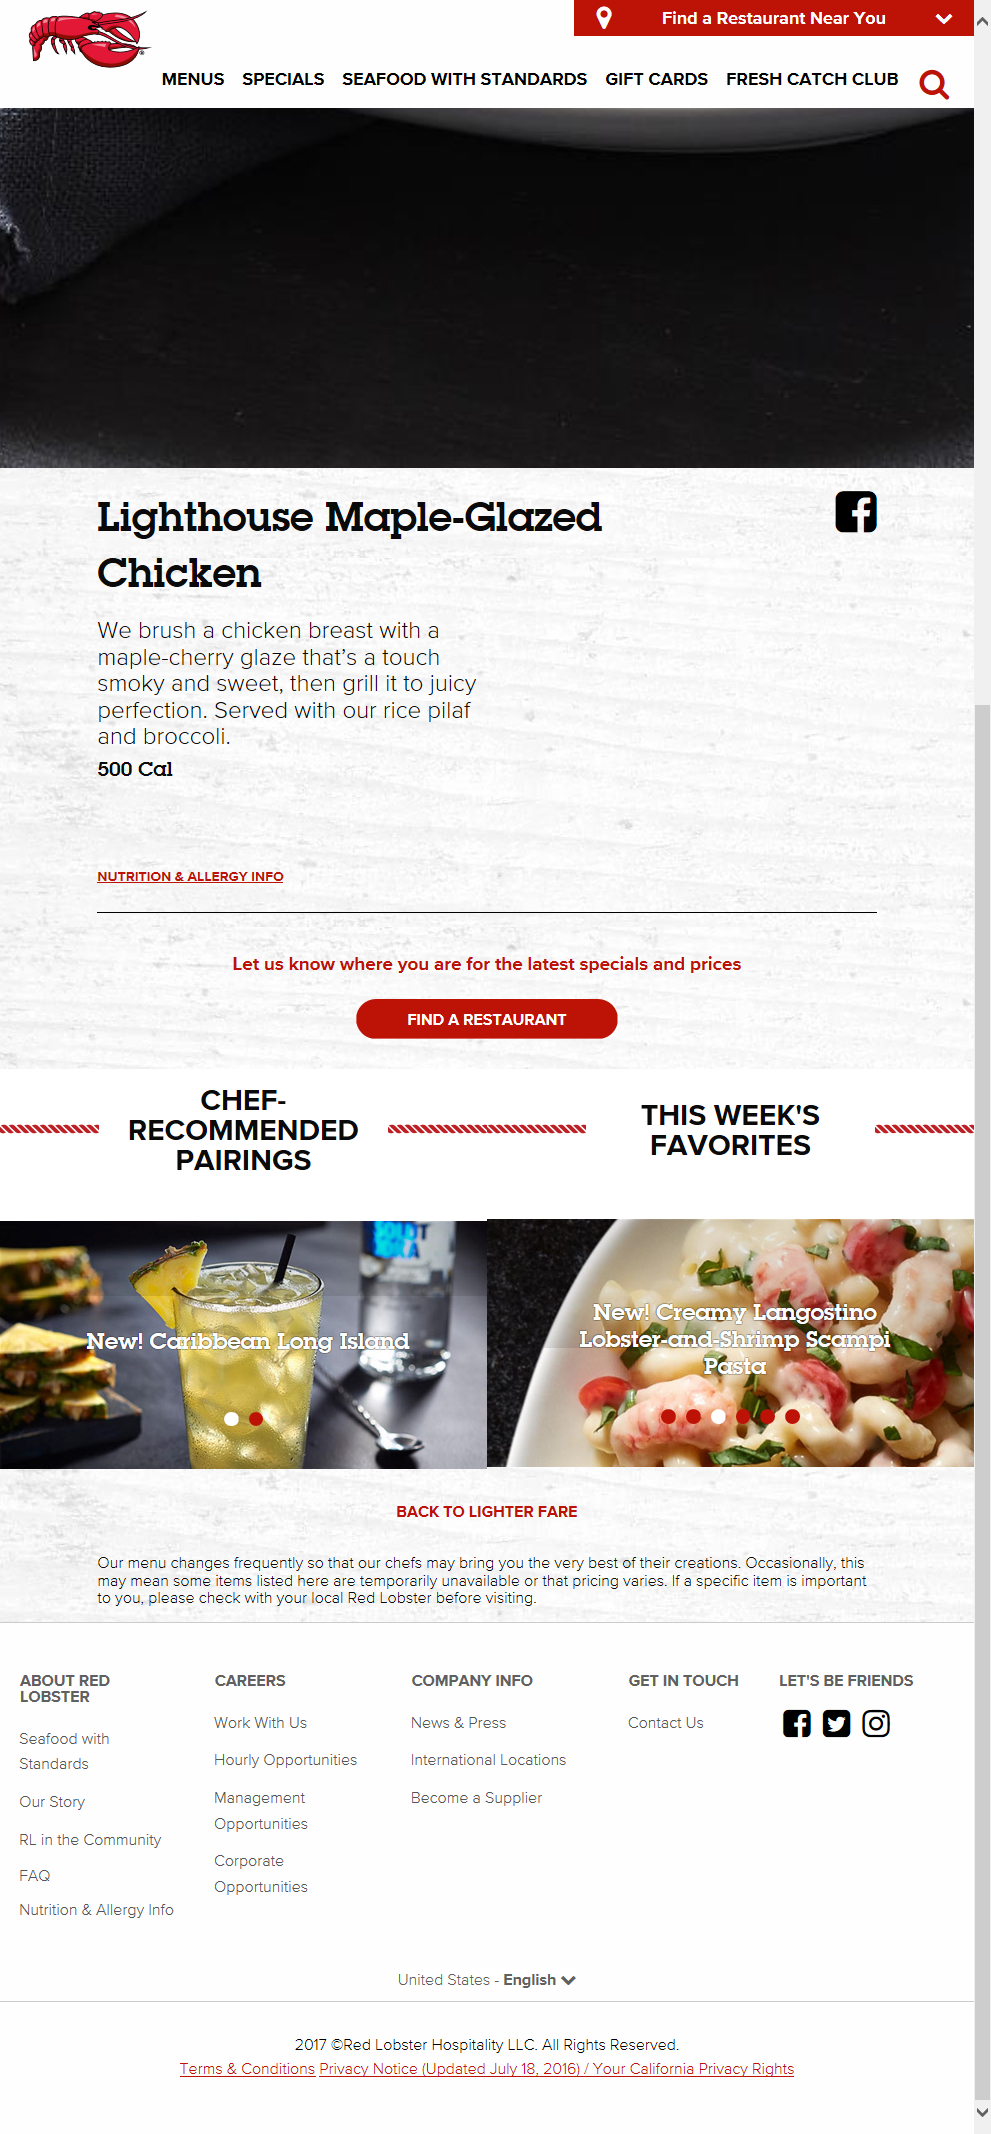 Find a Restaurant Near You
MENUS SPECIALS SEAFOOD WITH STANDARDS GIFT CARDS FRESH CATCH CLUB
Lighthouse Maple-Glazed
Chicken
We brush a chicken breast with a
maple-cherry glaze that's a touch
smoky and sweet, then grill it to juicy
perfection. Served with our rice pilaf
and broccoli.
500 Cal
NUTRITION & ALLERGY INFO
Let us know where you are for the latest specials and prices
FIND A RESTAURANT
CHEF-
RECOMMENDED
PAIRINGS
THIS WEEK'S
FAVORITES
New! Caribbean Long Island
New! Creamy Langostino
Lobster-and-Shrimp Scampi
Pasta
BACK TO LIGHTER FARE
Our menu changes frequently so that our chefs may bring you the very best of their creations. Occasionally, this
may mean some items listed here are temporarily unavailable or that pricing varies. If a specific item is important
to you, please check with your local Red Lobster before visiting.
ABOUT RED
LOBSTER
Seafood with
Standards
Our Story
RL in the Community
FAQ
Nutrition & Allergy Info
CAREERS
Work With Us
Hourly Opportunities
Management
Opportunities
Corporate
Opportunities
COMPANY INFO
News & Press
International Locations
Become a Supplier
GET IN TOUCH
Contact Us
LET'S BE FRIENDS
United States - English
2017 ©Red Lobster Hospitality LLC. All Rights Reserved.
Terms & Conditions Privacy Notice (Updated July 18, 2016) / Your California Privacy Rights